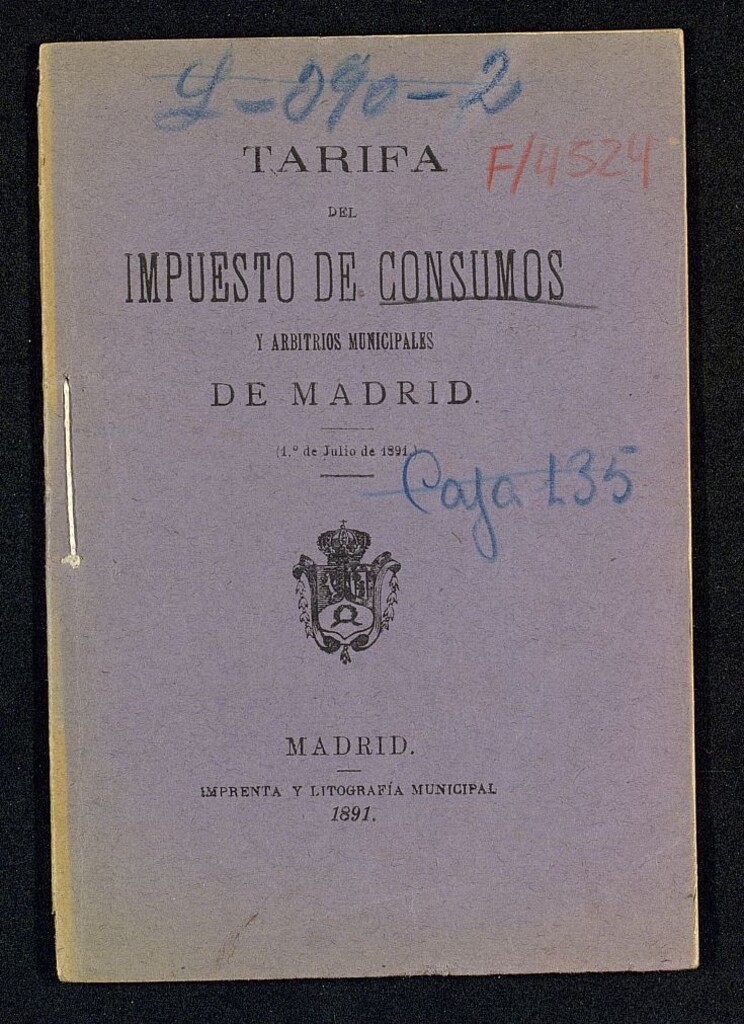 L-090-2
TARIFA
F/4524
DEL
IMPUESTO DE CONSUMOS
Y ARBITRIOS MUNICIPALES
DE MADRID.
(1.º de Julio de 1891.)
Caja 135
MADRID.
IMPRENTA Y LITOGRAFÍA MUNICIPAL
1891.